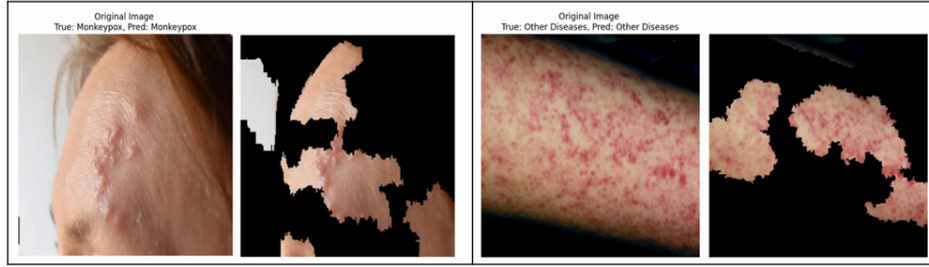 Original Image
True: Monkeypox, Pred: Monkeypox
Original Image
True: Other Diseases, Pred: Other Diseases